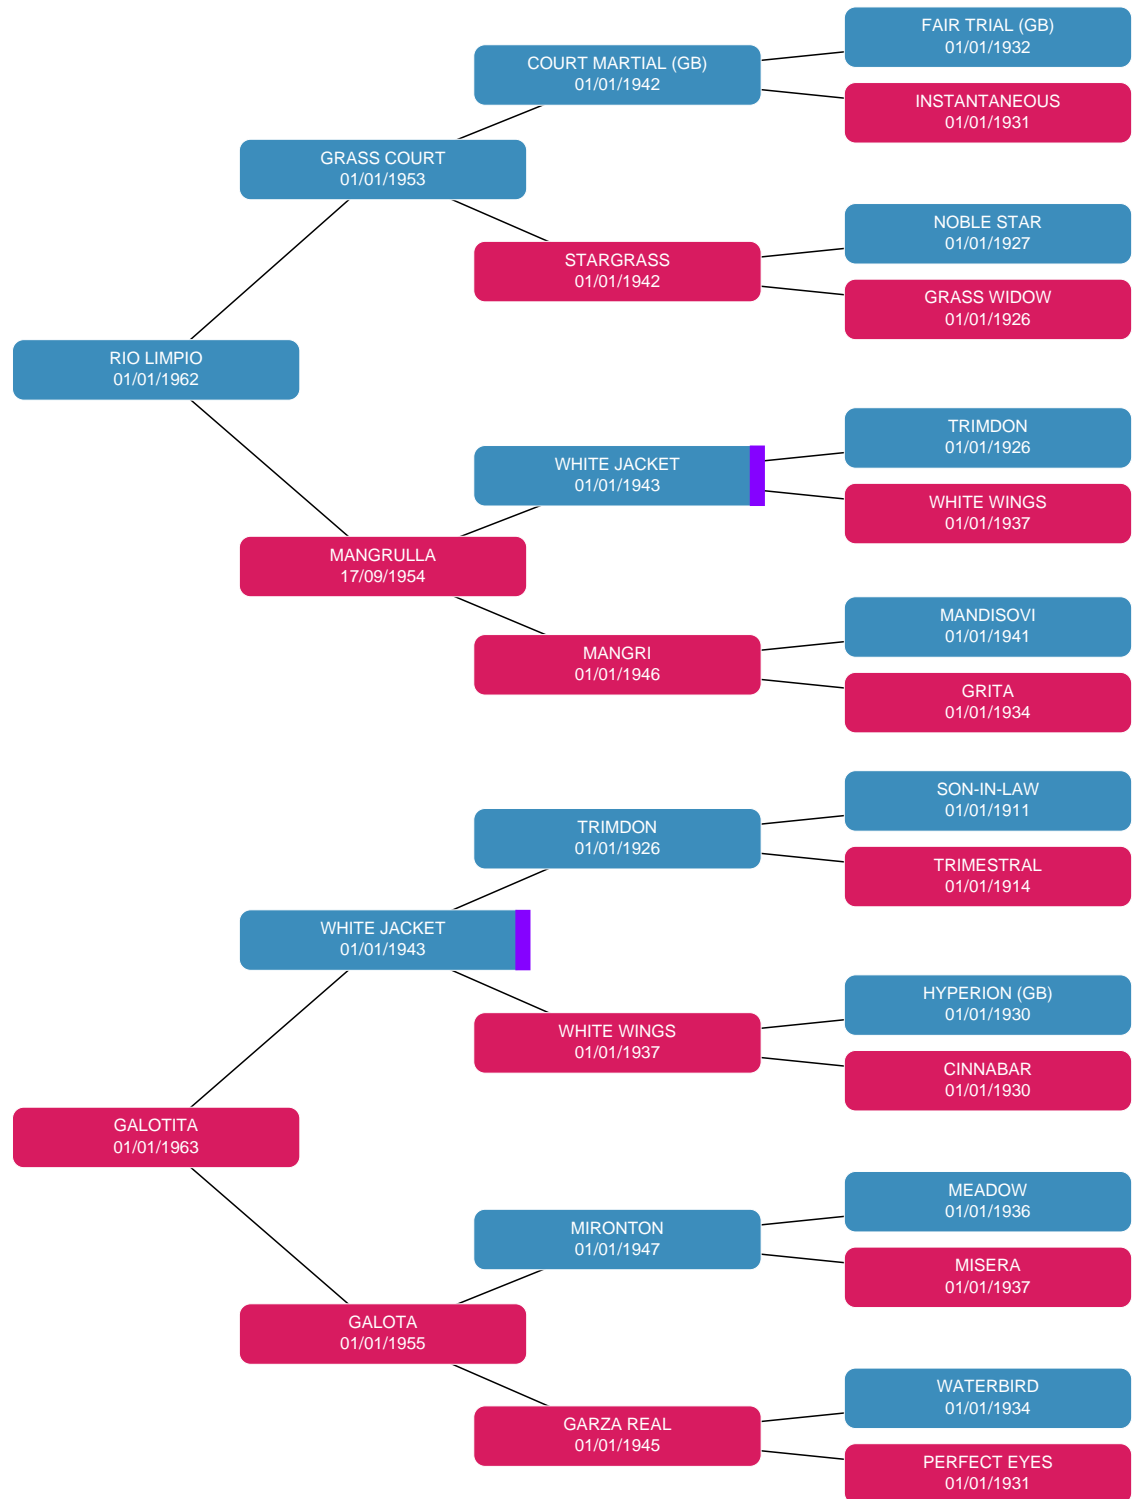 FAIR TRIAL (GB)
01/01/1932
COURT MARTIAL (GB)
01/01/1942
INSTANTANEOUS
01/01/1931
GRASS COURT
01/01/1953
NOBLE STAR
01/01/1927
STARGRASS
01/01/1942
GRASS WIDOW
01/01/1926
RIO LIMPIO
01/01/1962
TRIMDON
01/01/1926
WHITE JACKET
01/01/1943
WHITE WINGS
01/01/1937
MANGRULLA
17/09/1954
MANDISOVI
01/01/1941
MANGRI
01/01/1946
GRITA
01/01/1934
SON-IN-LAW
01/01/1911
TRIMDON
01/01/1926
TRIMESTRAL
01/01/1914
WHITE JACKET
01/01/1943
HYPERION (GB)
01/01/1930
WHITE WINGS
01/01/1937
CINNABAR
01/01/1930
GALOTITA
01/01/1963
MEADOW
01/01/1936
MIRONTON
01/01/1947
MISERA
01/01/1937
GALOTA
01/01/1955
WATERBIRD
01/01/1934
GARZA REAL
01/01/1945
PERFECT EYES
01/01/1931